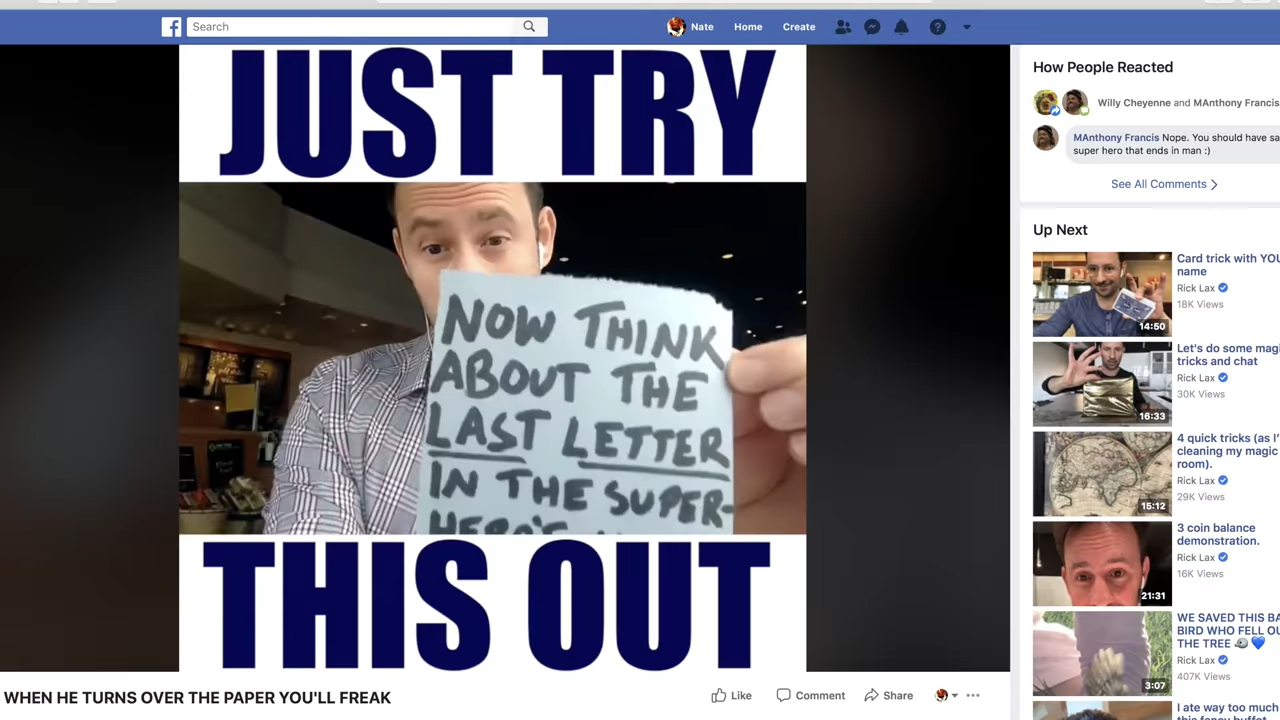 Search
Nate
Home
Create
JUST TRY
NOW THINK
ABOUT THE
LAST LETTER
IN THE SUPER-
HERO'S
THIS OUT
WHEN HE TURNS OVER THE PAPER YOU'LL FREAK
Like
Comment
Share
How People Reacted
Willy Cheyenne and MAnthony Francis
MAnthony Francis Nope. You should have sa
super hero that ends in man :)
See All Comments
Up Next
14:50
Card trick with YO
name
Rick Lax
18K Views
16:33
Let's do some magi
tricks and chat
Rick Lax
30K Views
15:12
4 quick tricks (as I'
cleaning my magic
room).
Rick Lax
29K Views
21:31
3 coin balance
demonstration.
Rick Lax
16K Views
3:07
WE SAVED THIS BA
BIRD WHO FELL OU
THE TREE
Rick Lax
407K Views
I ate way too much
this fancy buffet